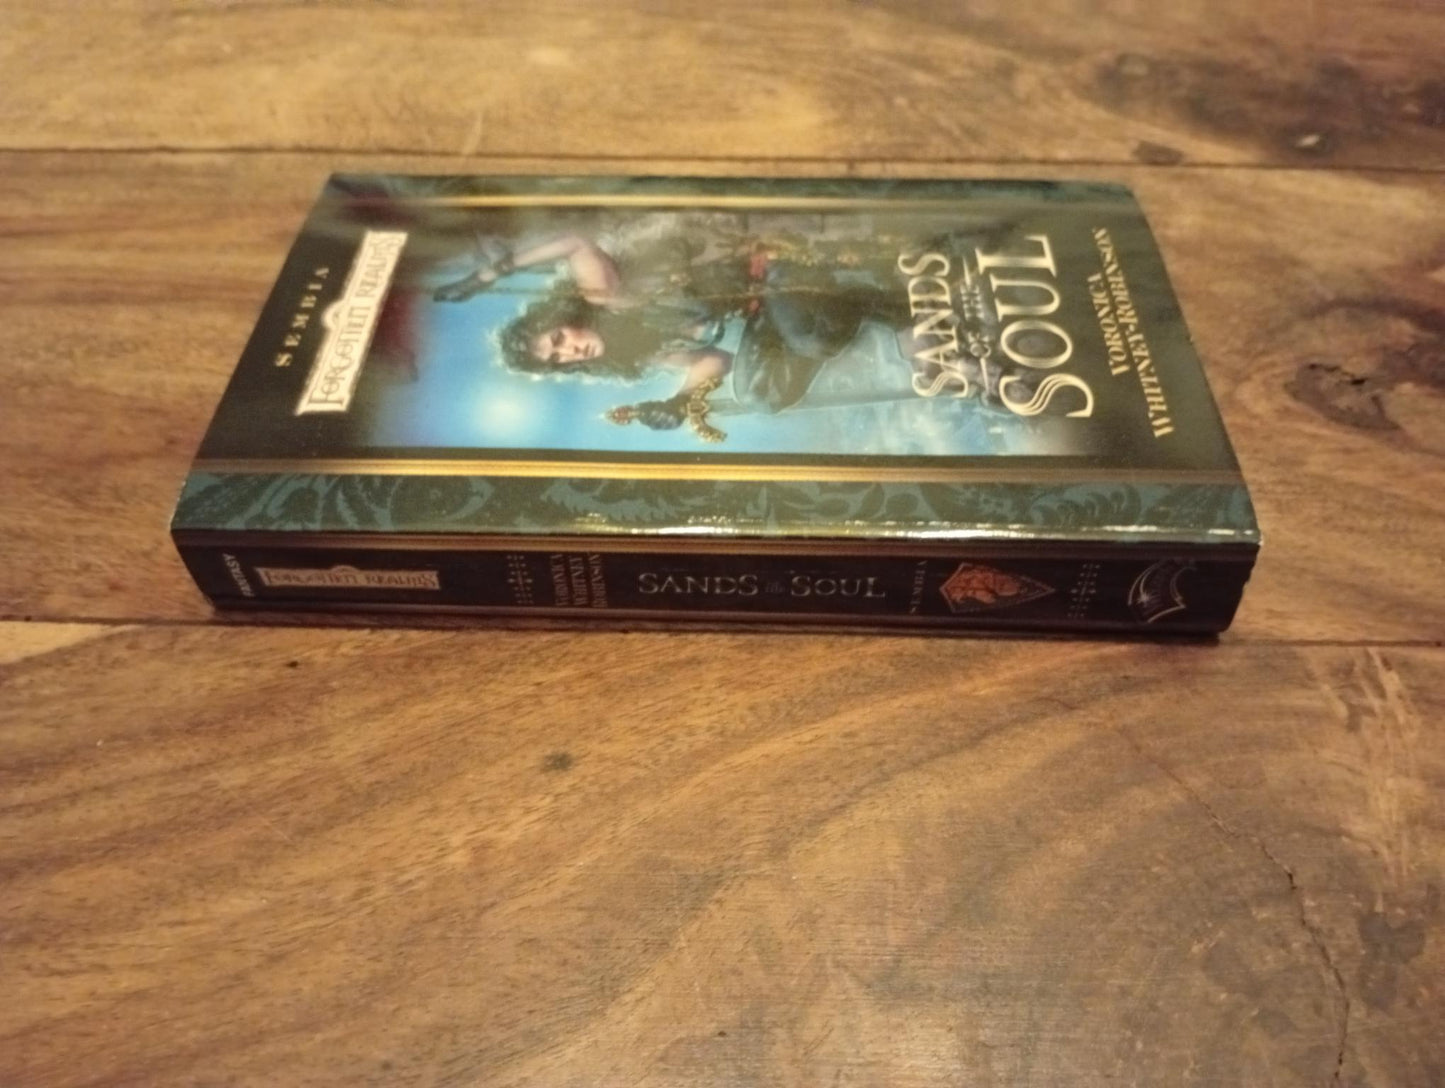 SEMBIA
FORGOTTEN REALMS
SANDS
OF THE
SOUL
VORONICA
WHITNEY-ROBINSON
FANTASY
FORGOTTEN REALMS
VORONICA
WHITNEY
ROBINSON
SANDS OF THE SOUL
SEMBIA